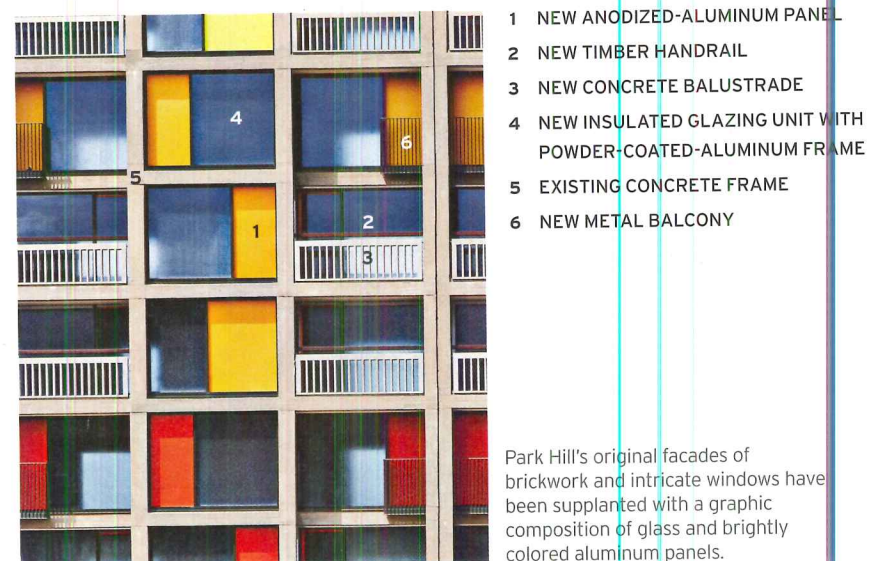 1 NEW ANODIZED-ALUMINUM PANEL
2 NEW TIMBER HANDRAIL
3 NEW CONCRETE BALUSTRADE
4 NEW INSULATED GLAZING UNIT WITH
POWDER-COATED-ALUMINUM FRAME
5 EXISTING CONCRETE FRAME
6 NEW METAL BALCONY
4
6
5
1
2
3
Park Hill's original facades of
brickwork and intricate windows have
been supplanted with a graphic
composition of glass and brightly
colored aluminum panels.